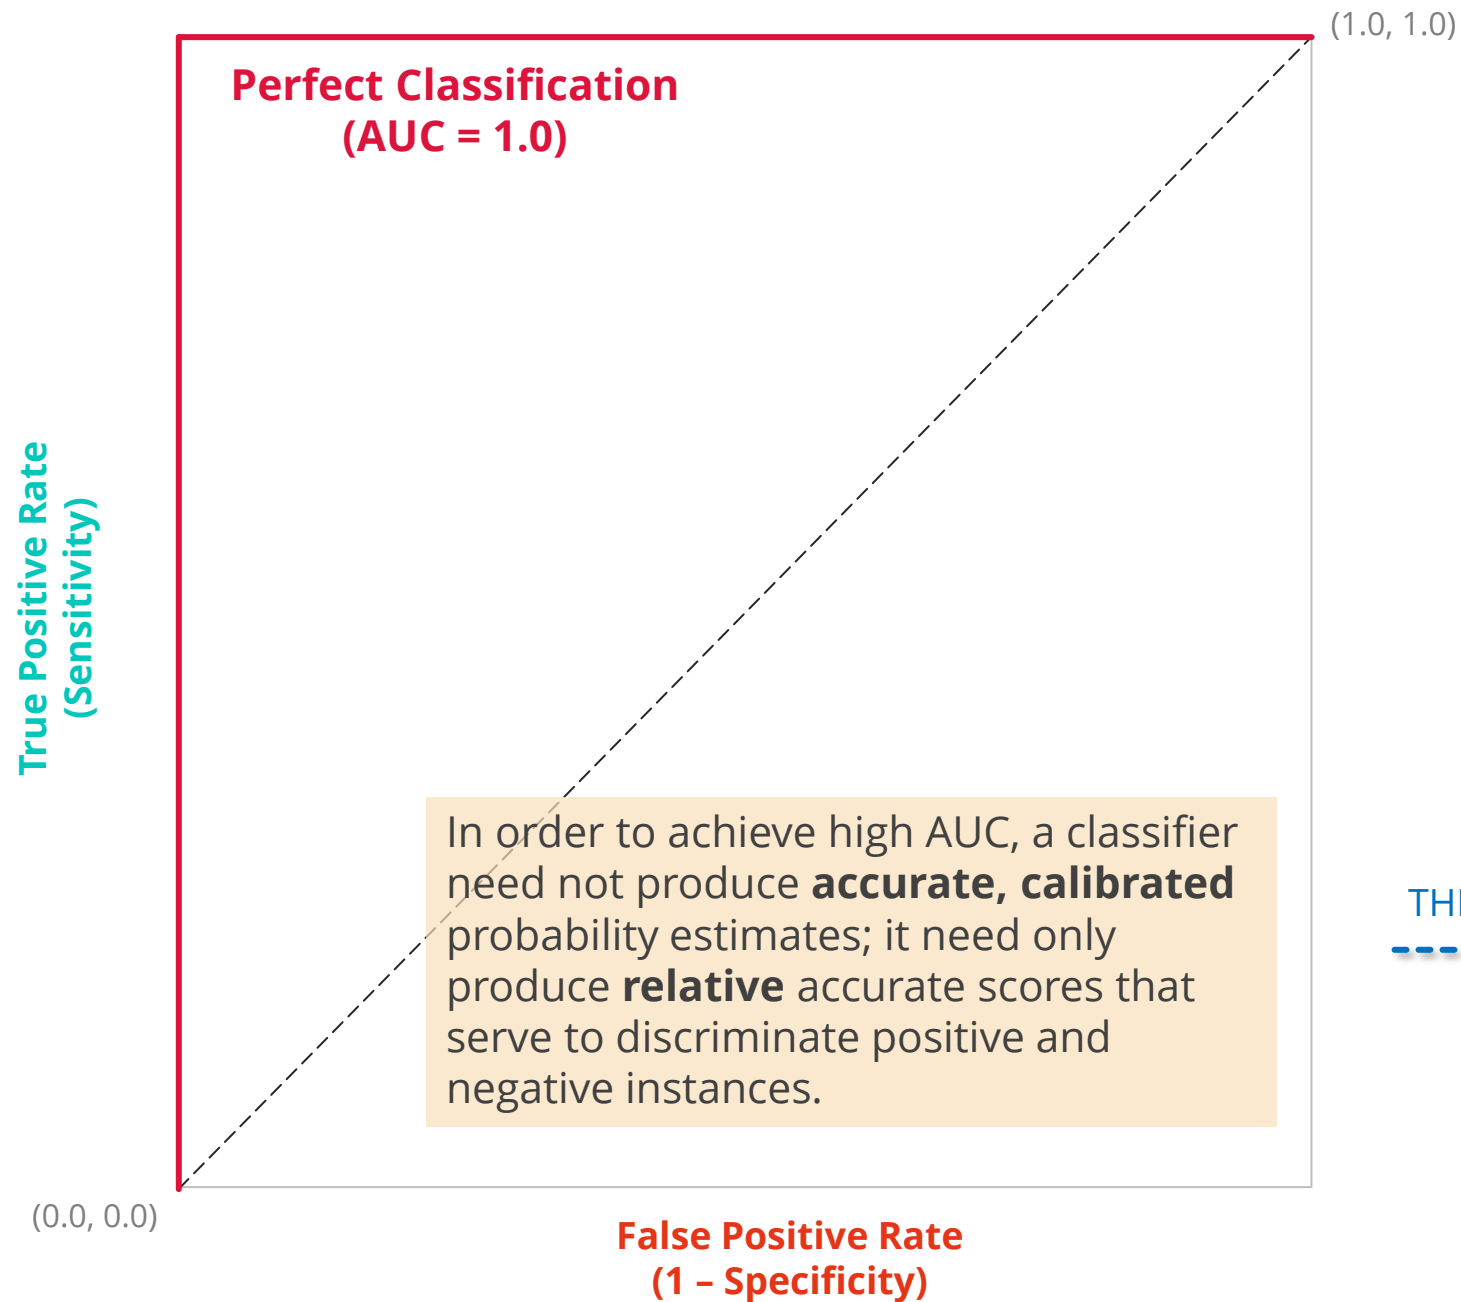 (1.0, 1.0)
Perfect Classification
(AUC = 1.0)
True Positive Rate
(Sensitivity)
In order to achieve high AUC, a classifier
need not produce accurate, calibrated
probability estimates; it need only
produce relative accurate scores that
serve to discriminate positive and
negative instances.
(0.0, 0.0)
False Positive Rate
(1 – Specificity)